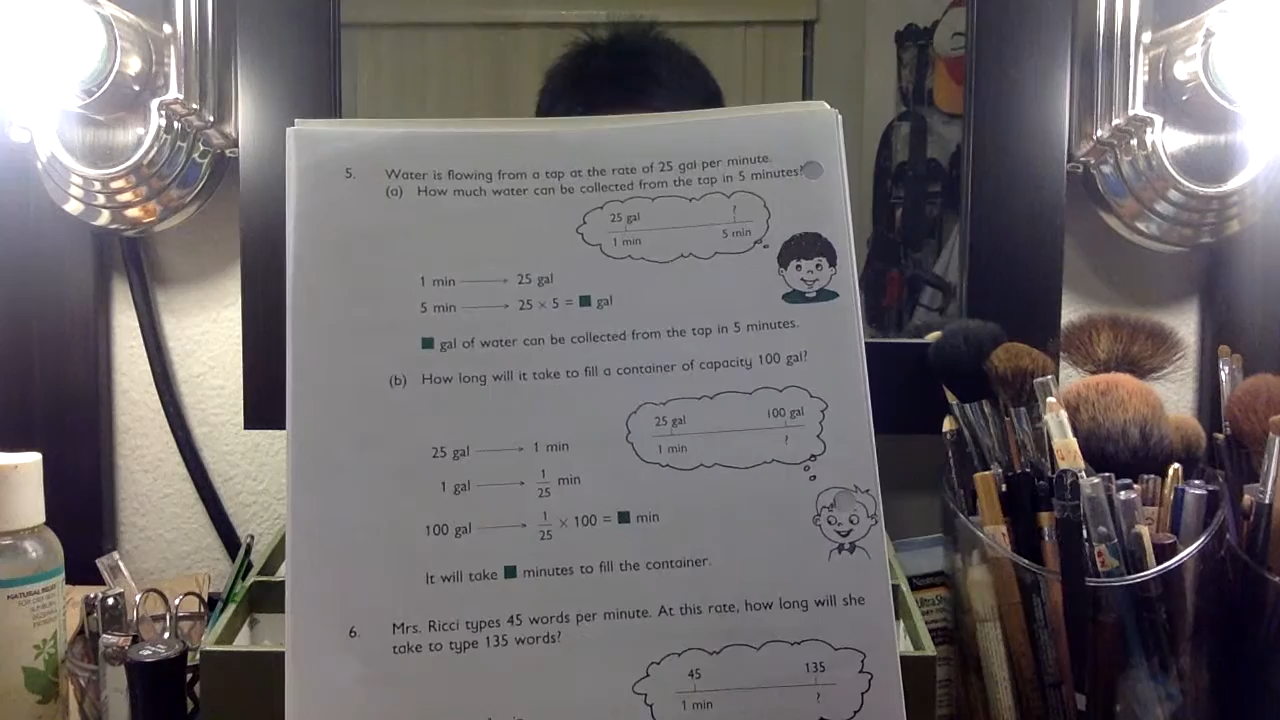 5. Water is flowing from a tap at the rate of 25 gal per minute.
(a) How much water can be collected from the tap in 5 minutes?
25 gal ?
1 min 5 min
1 min → 25 gal
5 min → 25 × 5 = ■ gal
■ gal of water can be collected from the tap in 5 minutes.
(b) How long will it take to fill a container of capacity 100 gal?
25 gal 100 gal
1 min ?
25 gal → 1 min
1 gal → 1/25 min
100 gal → 1/25 × 100 = ■ min
It will take ■ minutes to fill the container.
6. Mrs. Ricci types 45 words per minute. At this rate, how long will she
take to type 135 words?
45 135
1 min ?
NATURAL